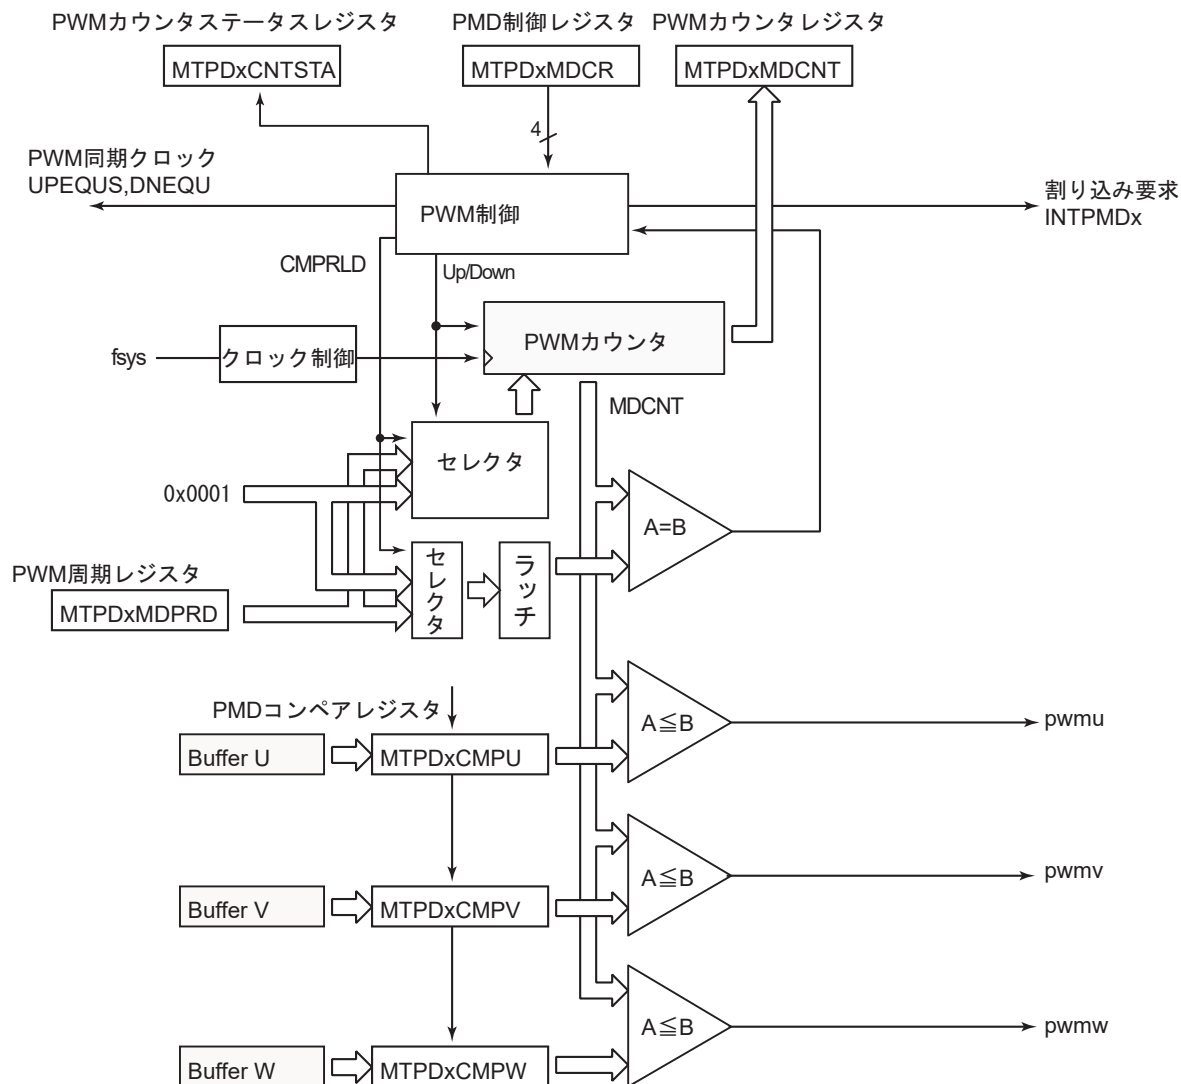 PWMカウンタステータスレジスタ
PMD制御レジスタ
PWMカウンタレジスタ
MTPDxCNTSTA
MTPDxMDCR
MTPDxMDCNT
4
PWM同期クロック
UPEQUS,DNEQU
PWM制御
割り込み要求
INTPMDx
CMPRLD
Up/Down
fsys
クロック制御
PWMカウンタ
MDCNT
セレクタ
0x0001
A=B
セレクタ
ラッチ
PWM周期レジスタ
MTPDxMDPRD
PMDコンペアレジスタ
Buffer U
MTPDxCMPU
A≦B
pwmu
Buffer V
MTPDxCMPV
A≦B
pwmv
Buffer W
MTPDxCMPW
A≦B
pwmw